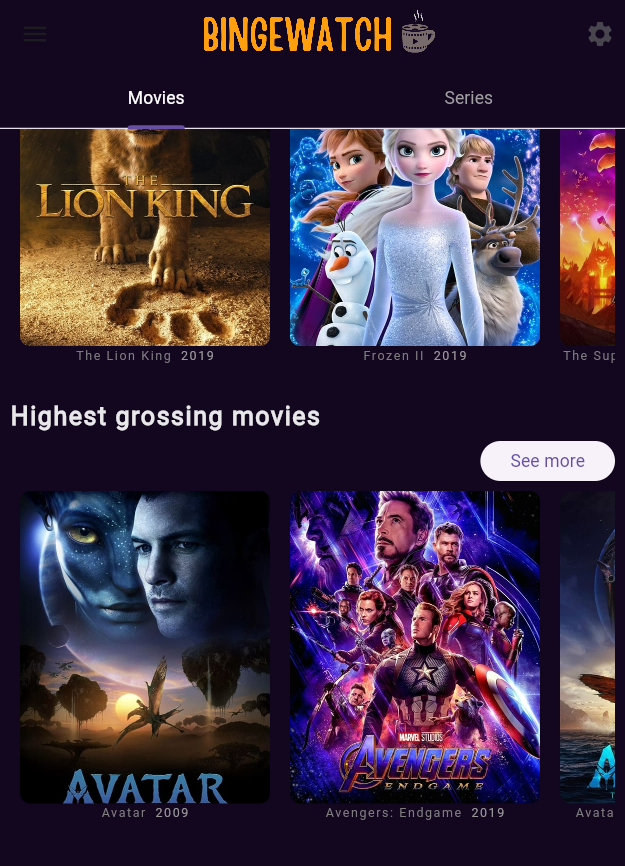 BINGEWATCH
Movies
Series
THE
LION KING
The Lion King 2019
Frozen II 2019
The Sup
Highest grossing movies
See more
AVATAR
MARVEL STUDIOS
AVENGERS
ENDGAME
Avatar 2009
Avengers: Endgame 2019
Avata